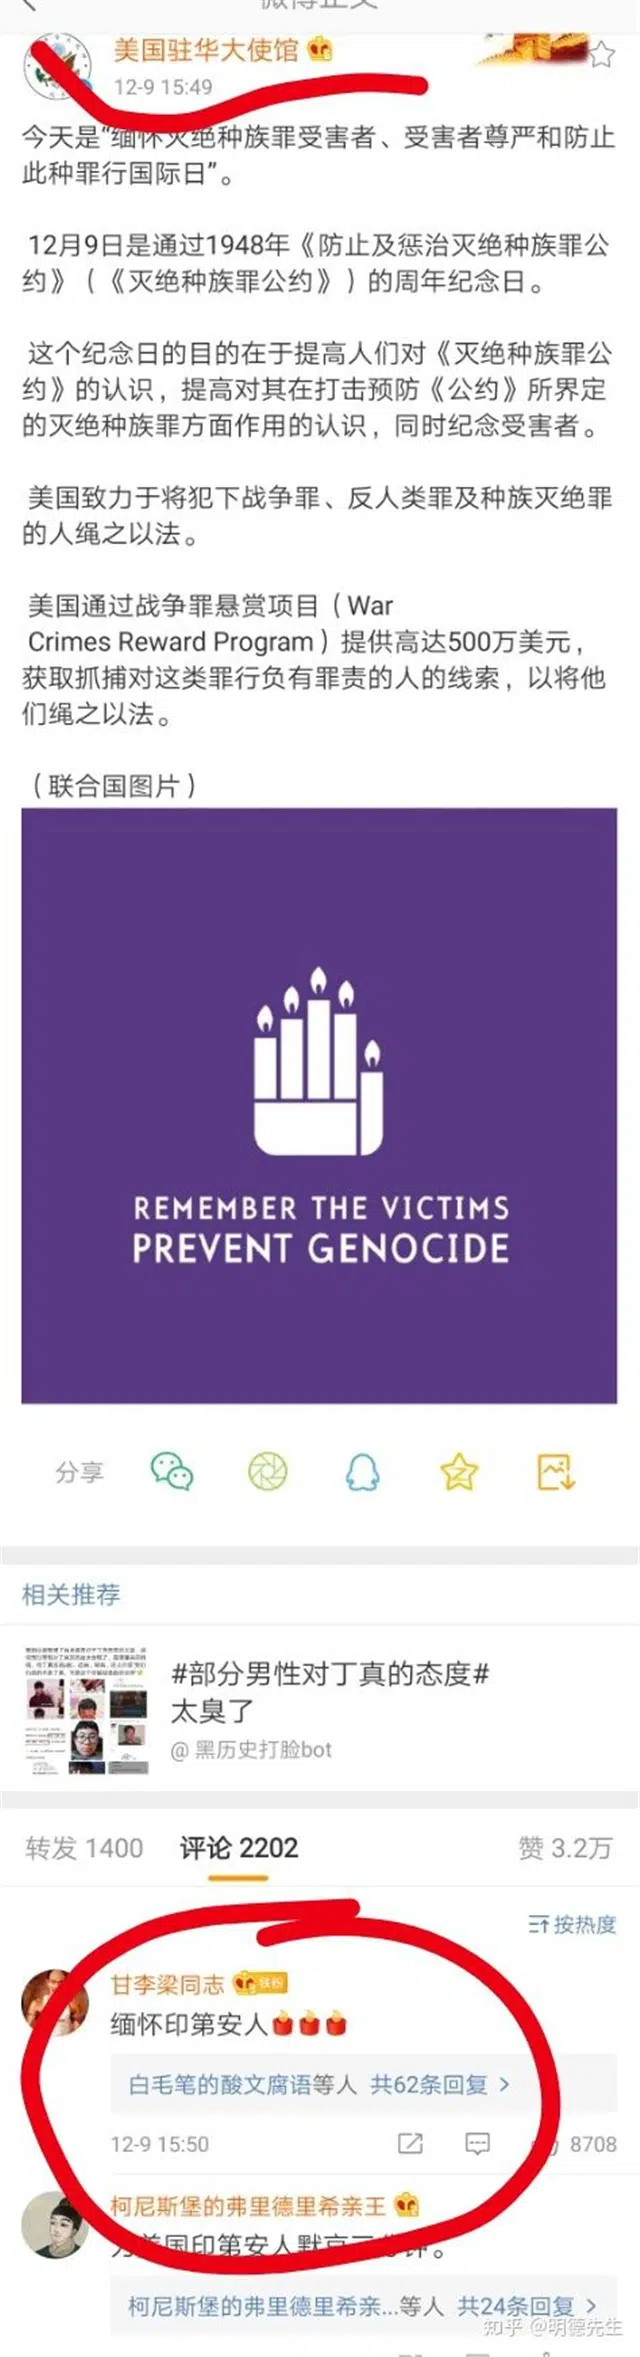 微博正文
美国驻华大使馆
12-9 15:49
今天是“缅怀灭绝种族罪受害者、受害者尊严和防止
此种罪行国际日”。
12月9日是通过1948年《防止及惩治灭绝种族罪公
约》（《灭绝种族罪公约》）的周年纪念日。
这个纪念日的目的在于提高人们对《灭绝种族罪公
约》的认识，提高对其在打击预防《公约》所界定
的灭绝种族罪方面作用的认识，同时纪念受害者。
美国致力于将犯下战争罪、反人类罪及种族灭绝罪
的人绳之以法。
美国通过战争罪悬赏项目（War
Crimes Reward Program）提供高达500万美元，
获取抓捕对这类罪行负有罪责的人的线索，以将他
们绳之以法。
（联合国图片）
REMEMBER THE VICTIMS
PREVENT GENOCIDE
分享
相关推荐
#部分男性对丁真的态度#
太臭了
@ 黑历史打脸bot
转发 1400 评论 2202 赞 3.2万
按热度
甘李梁同志
缅怀印第安人
白毛笔的酸文腐语等人 共62条回复 >
12-9 15:50 8708
柯尼斯堡的弗里德里希亲王
为美国印第安人默哀三分钟。
柯尼斯堡的弗里德里希亲...等人 共24条回复 >
知乎 @明德先生